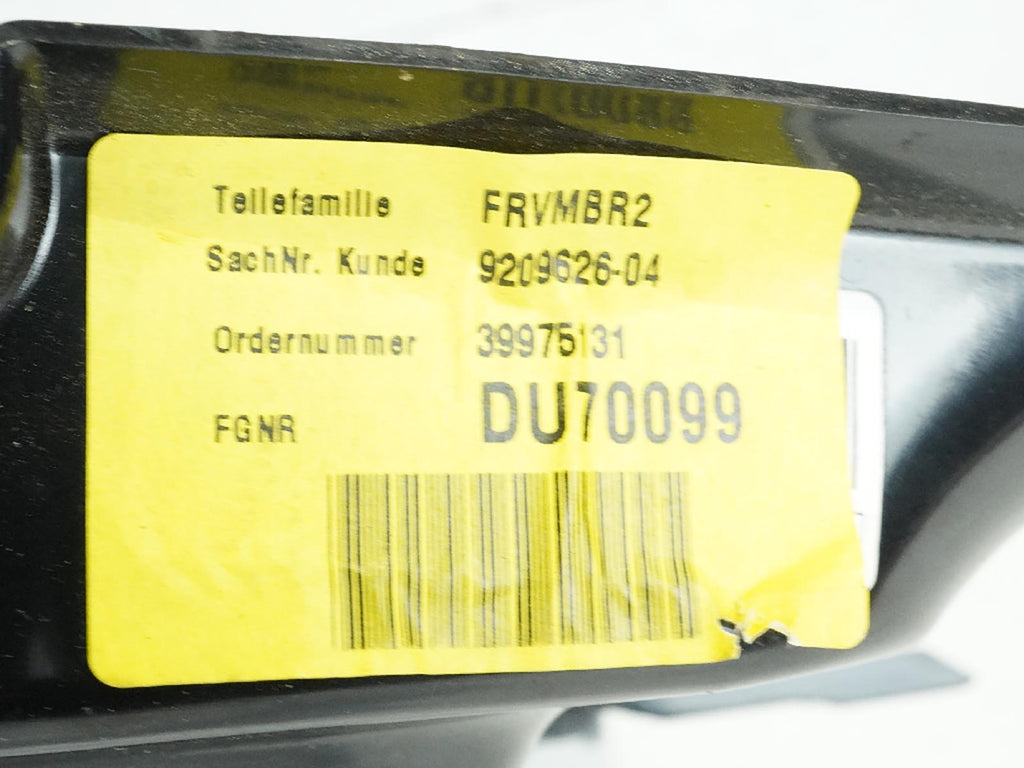 Teilefamilie FRVMBR2
SachNr. Kunde 9209626-04
Ordernummer 39975131
FGNR DU70099